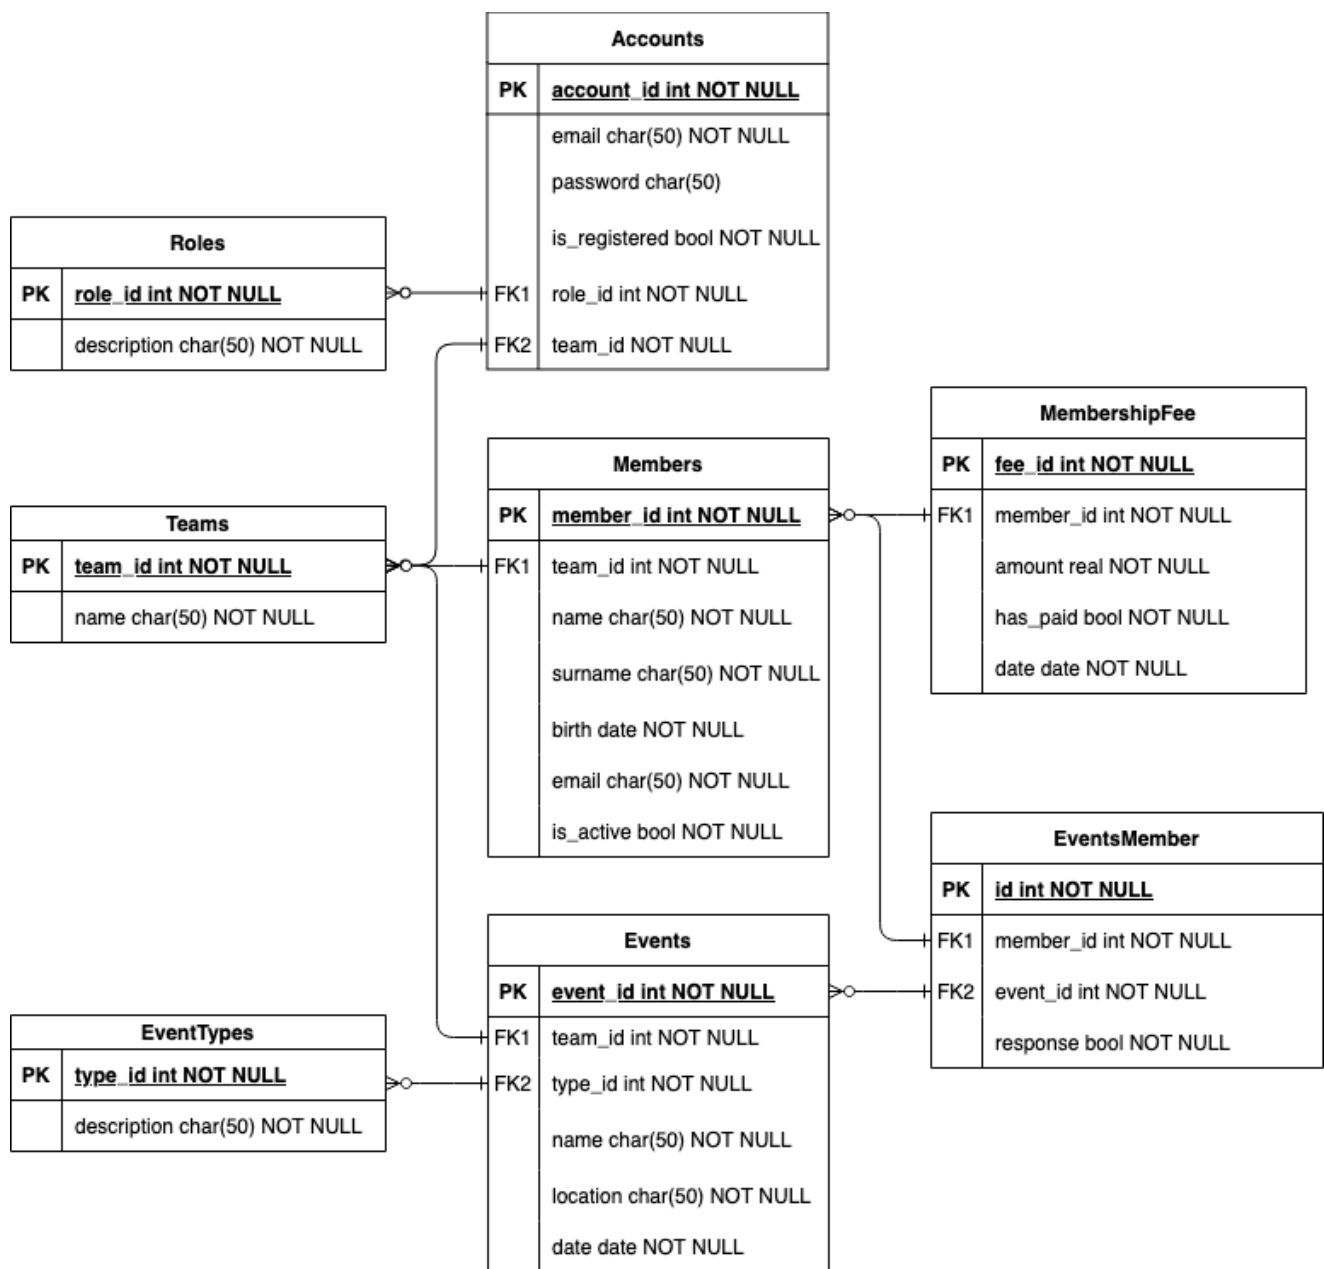 Accounts
PK account_id int NOT NULL
email char(50) NOT NULL
password char(50)
is_registered bool NOT NULL
FK1 role_id int NOT NULL
FK2 team_id NOT NULL
Roles
PK role_id int NOT NULL
description char(50) NOT NULL
Teams
PK team_id int NOT NULL
name char(50) NOT NULL
Members
PK member_id int NOT NULL
FK1 team_id int NOT NULL
name char(50) NOT NULL
surname char(50) NOT NULL
birth date NOT NULL
email char(50) NOT NULL
is_active bool NOT NULL
MembershipFee
PK fee_id int NOT NULL
FK1 member_id int NOT NULL
amount real NOT NULL
has_paid bool NOT NULL
date date NOT NULL
EventsMember
PK id int NOT NULL
FK1 member_id int NOT NULL
FK2 event_id int NOT NULL
response bool NOT NULL
Events
PK event_id int NOT NULL
FK1 team_id int NOT NULL
FK2 type_id int NOT NULL
name char(50) NOT NULL
location char(50) NOT NULL
date date NOT NULL
EventTypes
PK type_id int NOT NULL
description char(50) NOT NULL